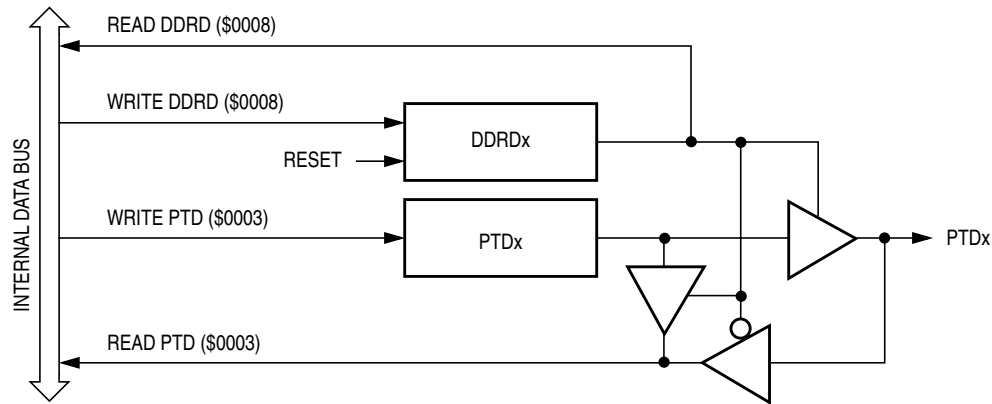 READ DDRD ($0008)
WRITE DDRD ($0008)
DDRDx
RESET
WRITE PTD ($0003)
PTDx
PTDx
READ PTD ($0003)
INTERNAL DATA BUS